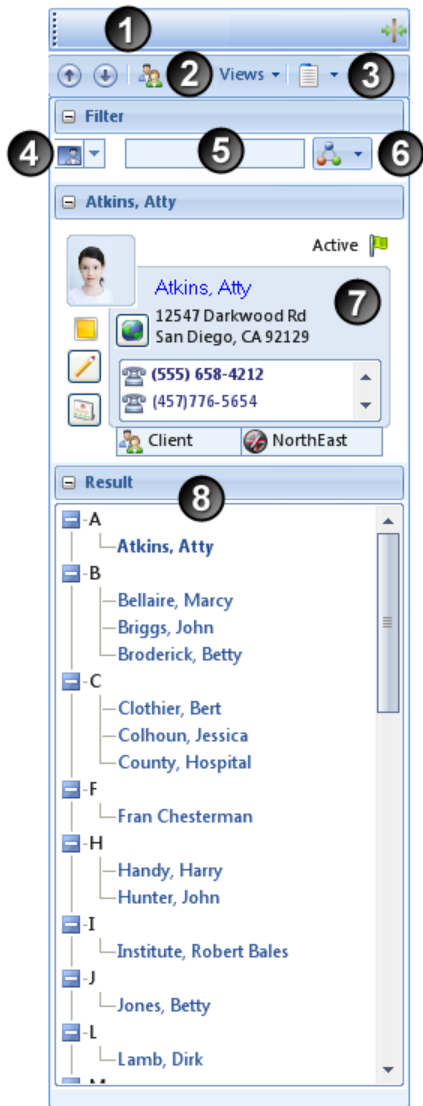 1
2 Views 3
Filter
4 5 6
Atkins, Atty
Active
Atkins, Atty
7
12547 Darkwood Rd
San Diego, CA 92129
(555) 658-4212
(457)776-5654
Client NorthEast
Result
8
A
Atkins, Atty
B
Bellaire, Marcy
Briggs, John
Broderick, Betty
C
Clothier, Bert
Colhoun, Jessica
County, Hospital
F
Fran Chesterman
H
Handy, Harry
Hunter, John
I
Institute, Robert Bales
J
Jones, Betty
L
Lamb, Dirk